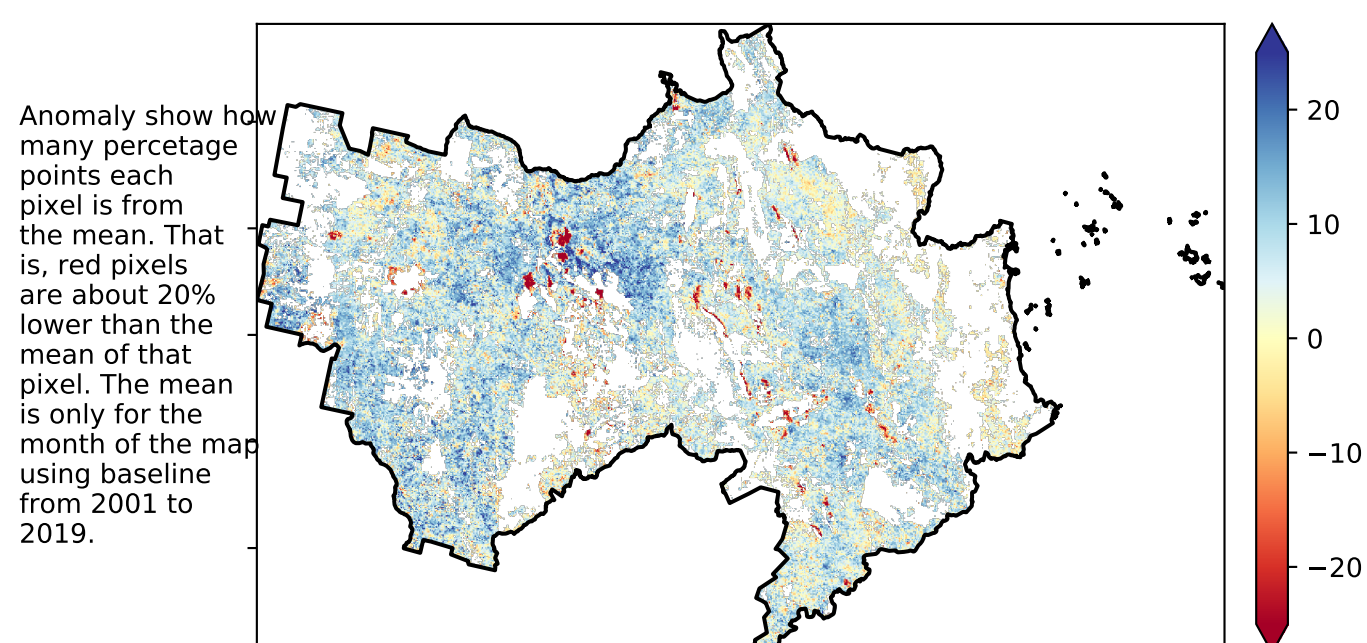 Anomaly show how
many percetage
points each
pixel is from
the mean. That
is, red pixels
are about 20%
lower than the
mean of that
pixel. The mean
is only for the
month of the map
using baseline
from 2001 to
2019.
20
10
0
−10
−20